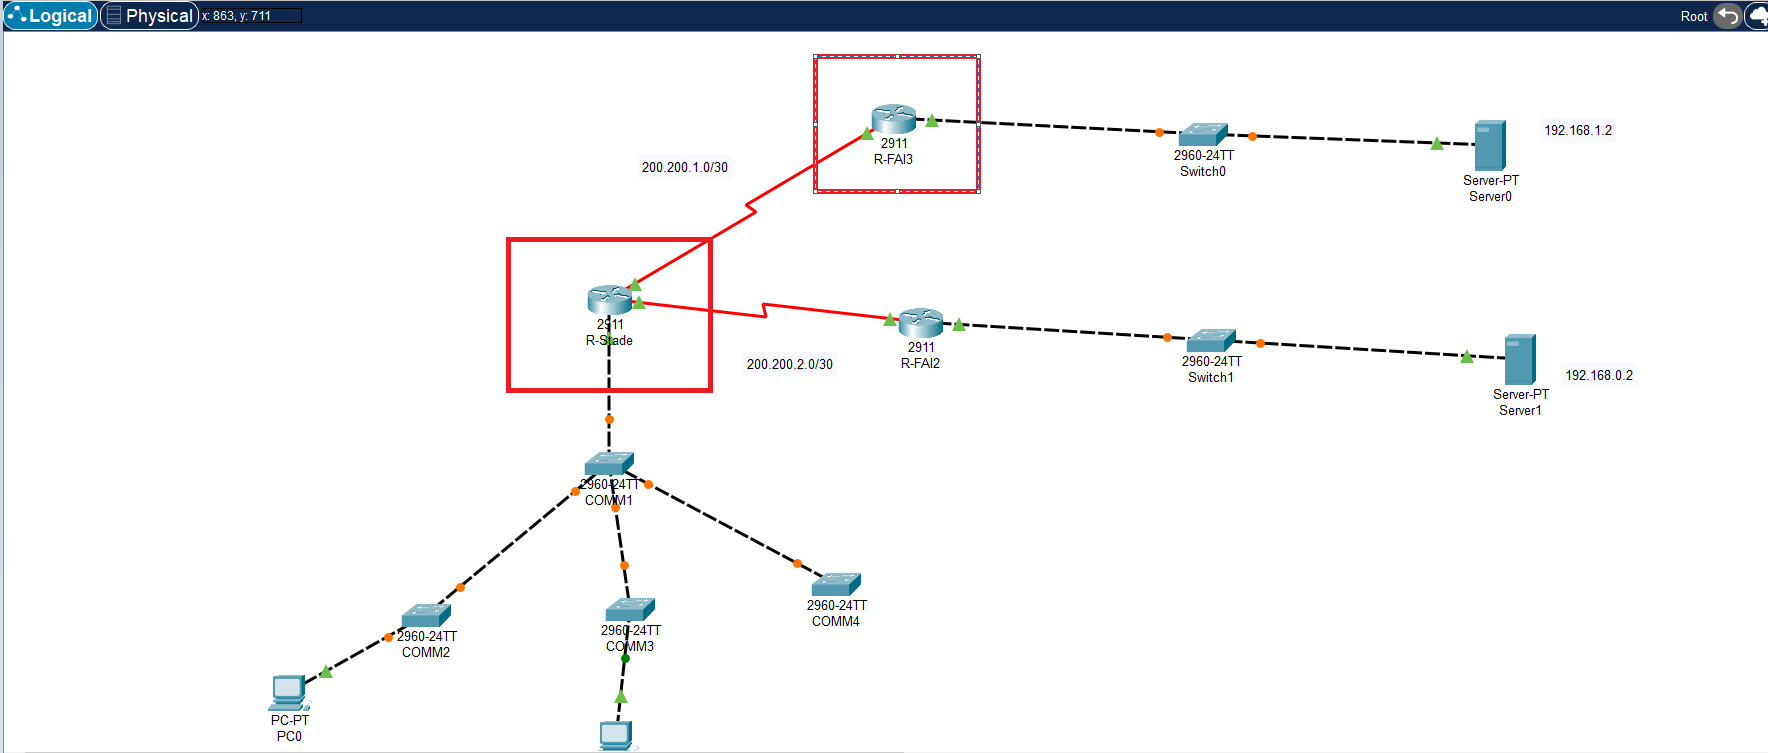 Logical
Physical
x: 863, y: 711
Root
2911
R-FAI3
200.200.1.0/30
2960-24TT
Switch0
192.168.1.2
Server-PT
Server0
2911
R-Stade
200.200.2.0/30
2911
R-FAI2
2960-24TT
Switch1
192.168.0.2
Server-PT
Server1
2960-24TT
COMM1
2960-24TT
COMM2
2960-24TT
COMM3
2960-24TT
COMM4
PC-PT
PC0